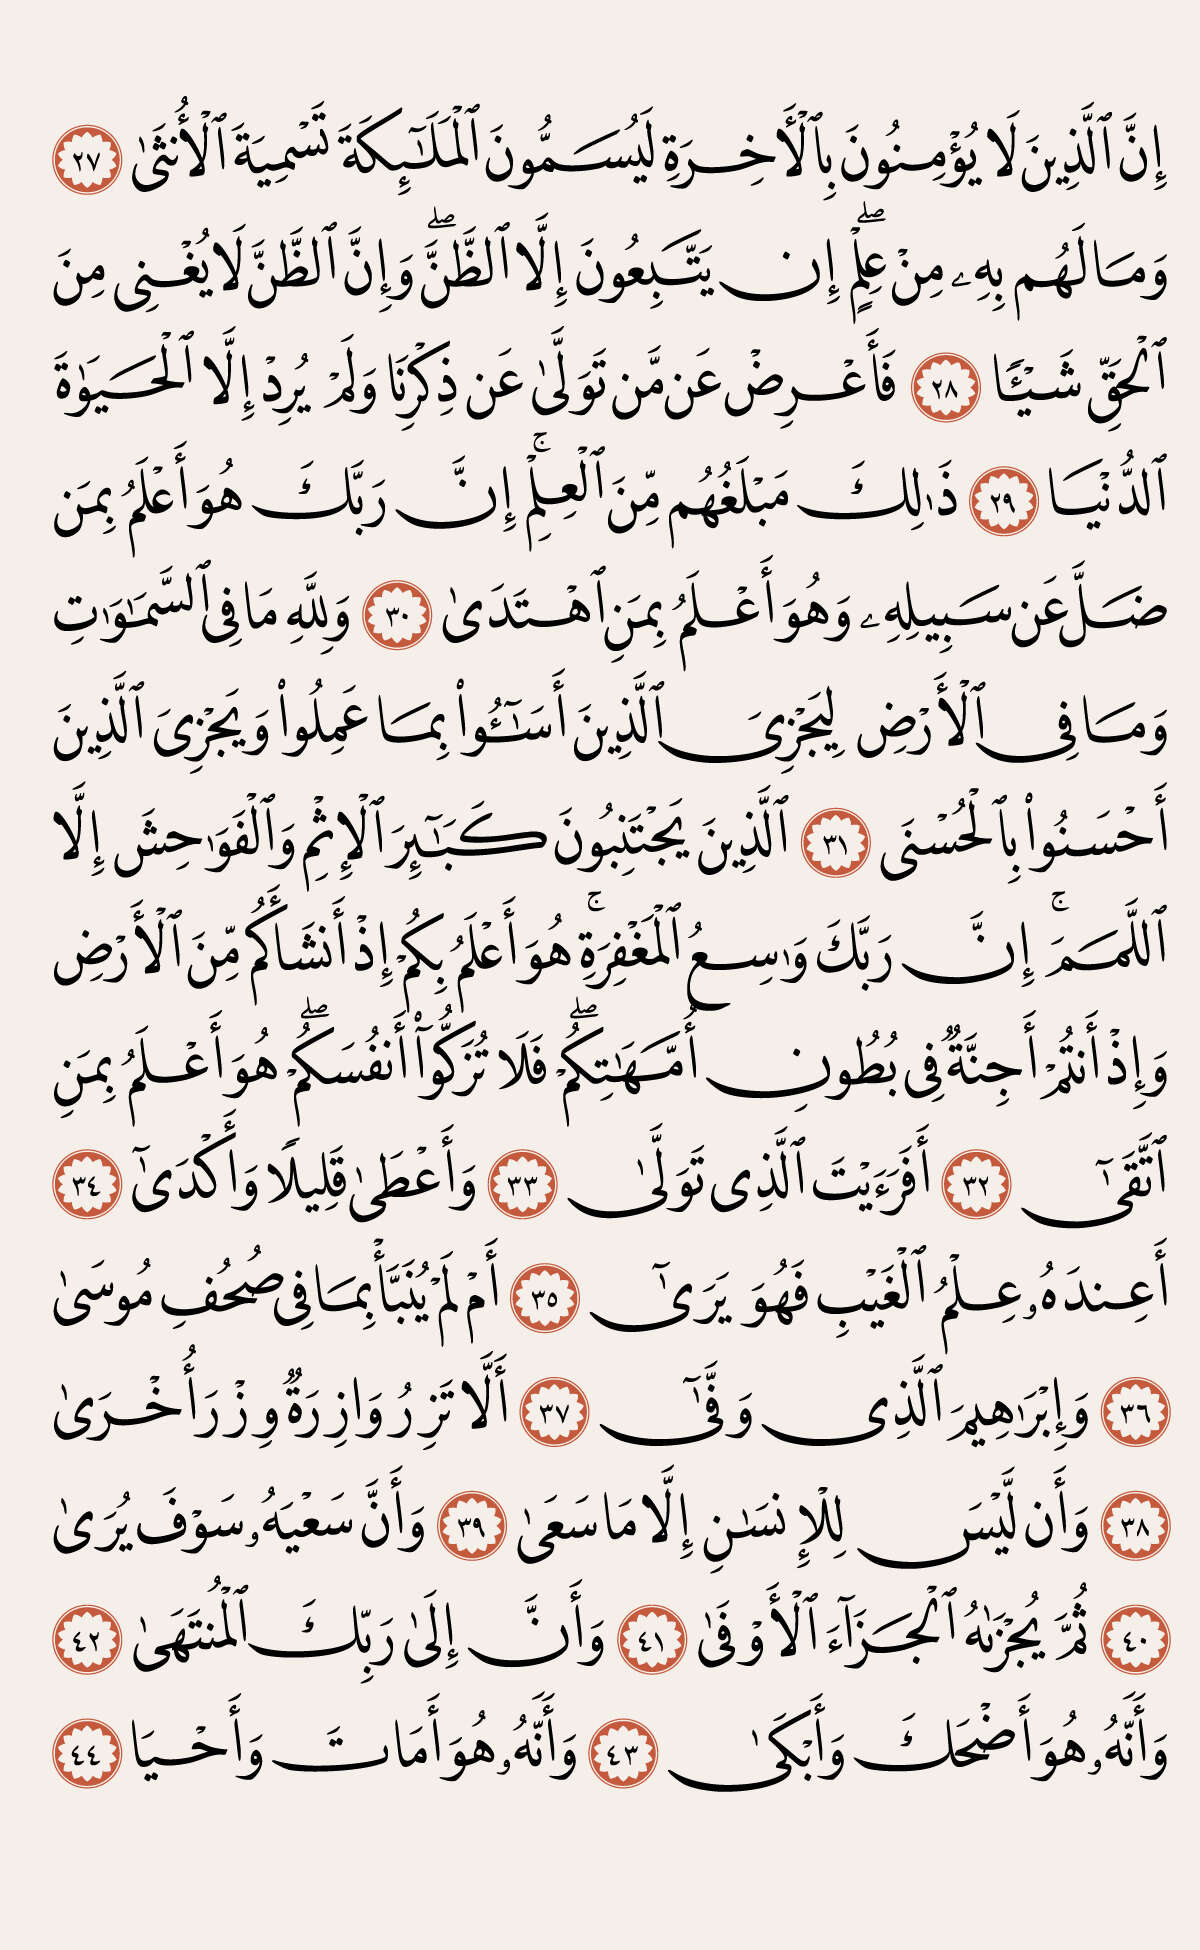 إِنَّ ٱلَّذِينَ لَا يُؤْمِنُونَ بِٱلْأَخِرَةِ لَيُسَمُّونَ ٱلْمَلَٰٓئِكَةَ تَسْمِيَةَ ٱلْأُنثَىٰ ٢٧
وَمَا لَهُم بِهِۦ مِنْ عِلْمٍ ۖ إِن يَتَّبِعُونَ إِلَّا ٱلظَّنَّ ۖ وَإِنَّ ٱلظَّنَّ لَا يُغْنِى مِنَ
ٱلْحَقِّ شَيْـًٔا ٢٨ فَأَعْرِضْ عَن مَّن تَوَلَّىٰ عَن ذِكْرِنَا وَلَمْ يُرِدْ إِلَّا ٱلْحَيَوٰةَ
ٱلدُّنْيَا ٢٩ ذَٰلِكَ مَبْلَغُهُم مِّنَ ٱلْعِلْمِ ۚ إِنَّ رَبَّكَ هُوَ أَعْلَمُ بِمَن
ضَلَّ عَن سَبِيلِهِۦ وَهُوَ أَعْلَمُ بِمَنِ ٱهْتَدَىٰ ٣٠ وَلِلَّهِ مَا فِى ٱلسَّمَٰوَٰتِ
وَمَا فِى ٱلْأَرْضِ لِيَجْزِىَ ٱلَّذِينَ أَسَٰٓـُٔوا۟ بِمَا عَمِلُوا۟ وَيَجْزِىَ ٱلَّذِينَ
أَحْسَنُوا۟ بِٱلْحُسْنَى ٣١ ٱلَّذِينَ يَجْتَنِبُونَ كَبَٰٓئِرَ ٱلْإِثْمِ وَٱلْفَوَٰحِشَ إِلَّا
ٱللَّمَمَ ۚ إِنَّ رَبَّكَ وَٰسِعُ ٱلْمَغْفِرَةِ ۚ هُوَ أَعْلَمُ بِكُمْ إِذْ أَنشَأَكُم مِّنَ ٱلْأَرْضِ
وَإِذْ أَنتُمْ أَجِنَّةٌ فِى بُطُونِ أُمَّهَٰتِكُمْ ۖ فَلَا تُزَكُّوٓا۟ أَنفُسَكُمْ ۖ هُوَ أَعْلَمُ بِمَنِ
ٱتَّقَىٰٓ ٣٢ أَفَرَءَيْتَ ٱلَّذِى تَوَلَّىٰ ٣٣ وَأَعْطَىٰ قَلِيلًا وَأَكْدَىٰٓ ٣٤
أَعِندَهُۥ عِلْمُ ٱلْغَيْبِ فَهُوَ يَرَىٰٓ ٣٥ أَمْ لَمْ يُنَبَّأْ بِمَا فِى صُحُفِ مُوسَىٰ
٣٦ وَإِبْرَٰهِيمَ ٱلَّذِى وَفَّىٰٓ ٣٧ أَلَّا تَزِرُ وَازِرَةٌ وِزْرَ أُخْرَىٰ
٣٨ وَأَن لَّيْسَ لِلْإِنسَٰنِ إِلَّا مَا سَعَىٰ ٣٩ وَأَنَّ سَعْيَهُۥ سَوْفَ يُرَىٰ
٤٠ ثُمَّ يُجْزَىٰهُ ٱلْجَزَآءَ ٱلْأَوْفَىٰ ٤١ وَأَنَّ إِلَىٰ رَبِّكَ ٱلْمُنتَهَىٰ ٤٢
وَأَنَّهُۥ هُوَ أَضْحَكَ وَأَبْكَىٰ ٤٣ وَأَنَّهُۥ هُوَ أَمَاتَ وَأَحْيَا ٤٤